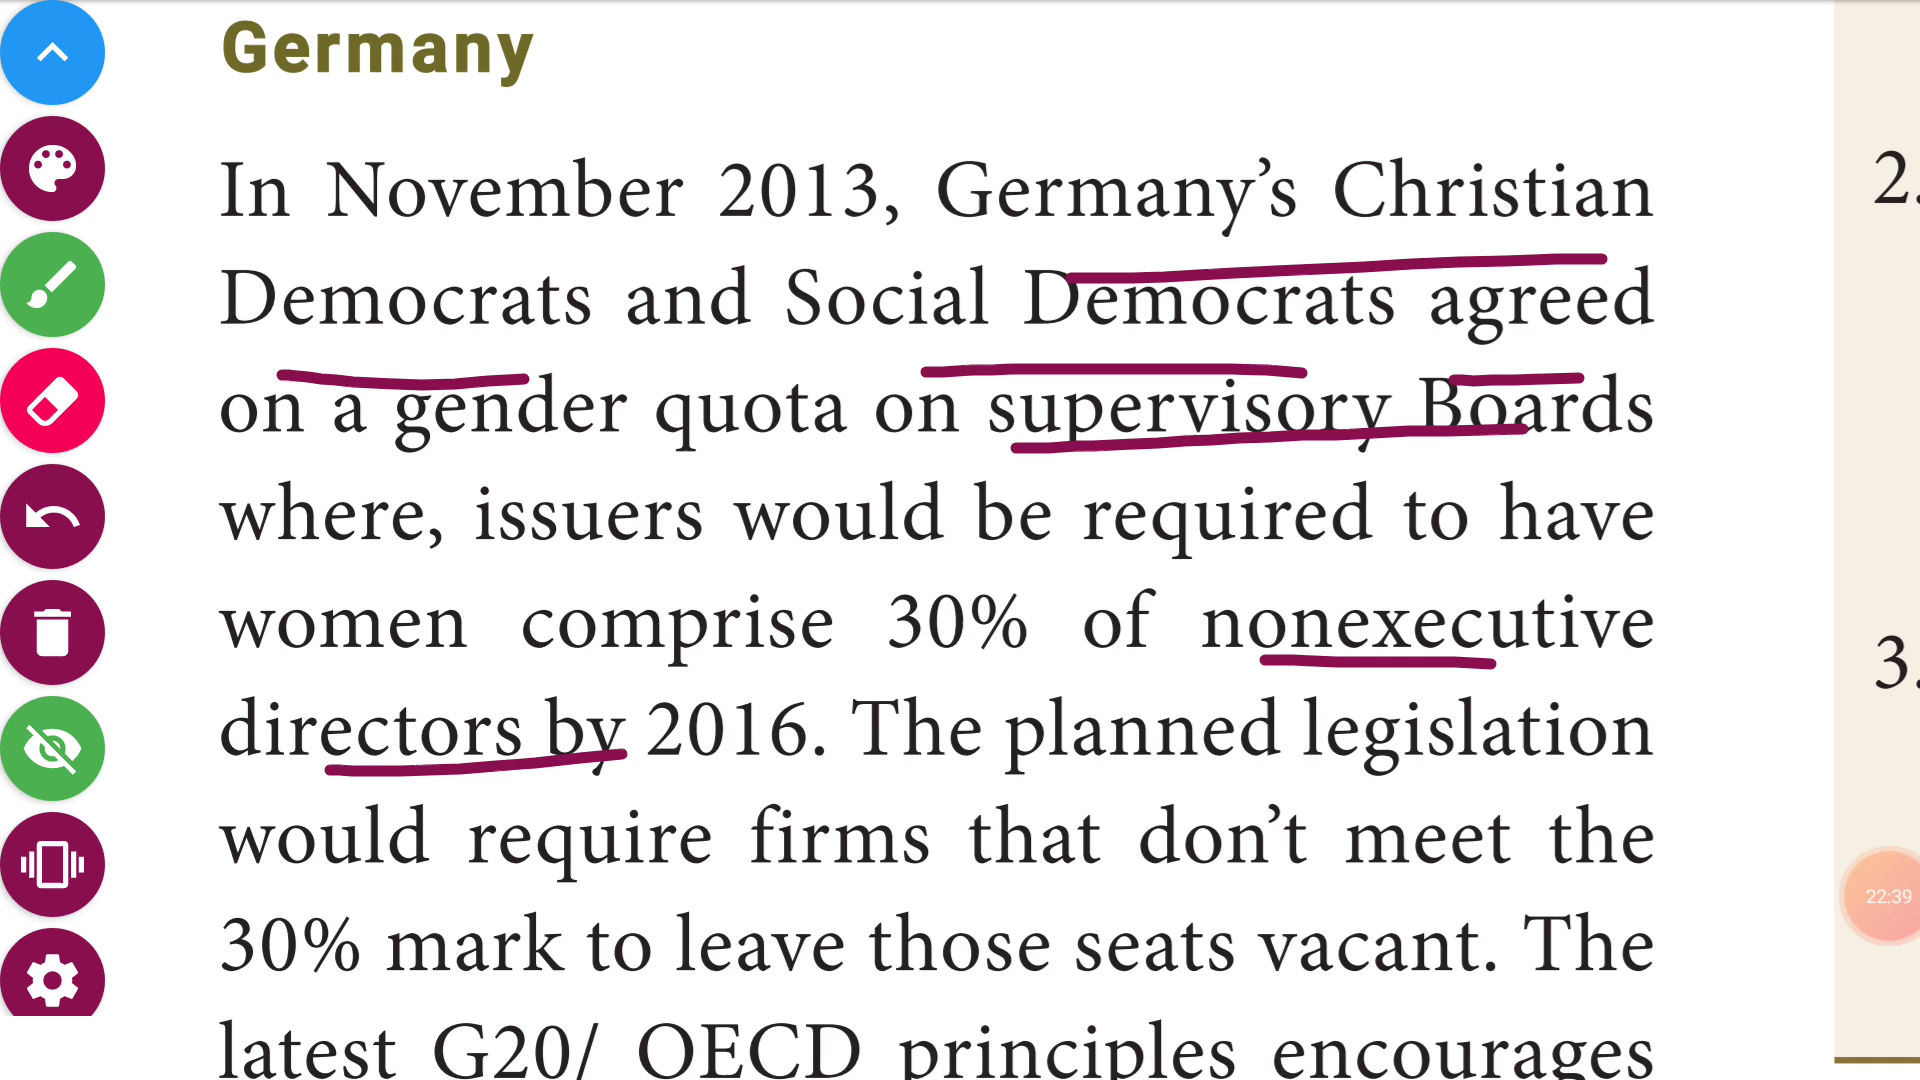 Germany
In November 2013, Germany’s Christian
Democrats and Social Democrats agreed
on a gender quota on supervisory Boards
where, issuers would be required to have
women comprise 30% of nonexecutive
directors by 2016. The planned legislation
would require firms that don’t meet the
30% mark to leave those seats vacant. The
latest G20/ OECD principles encourages
2.
3.
22:39